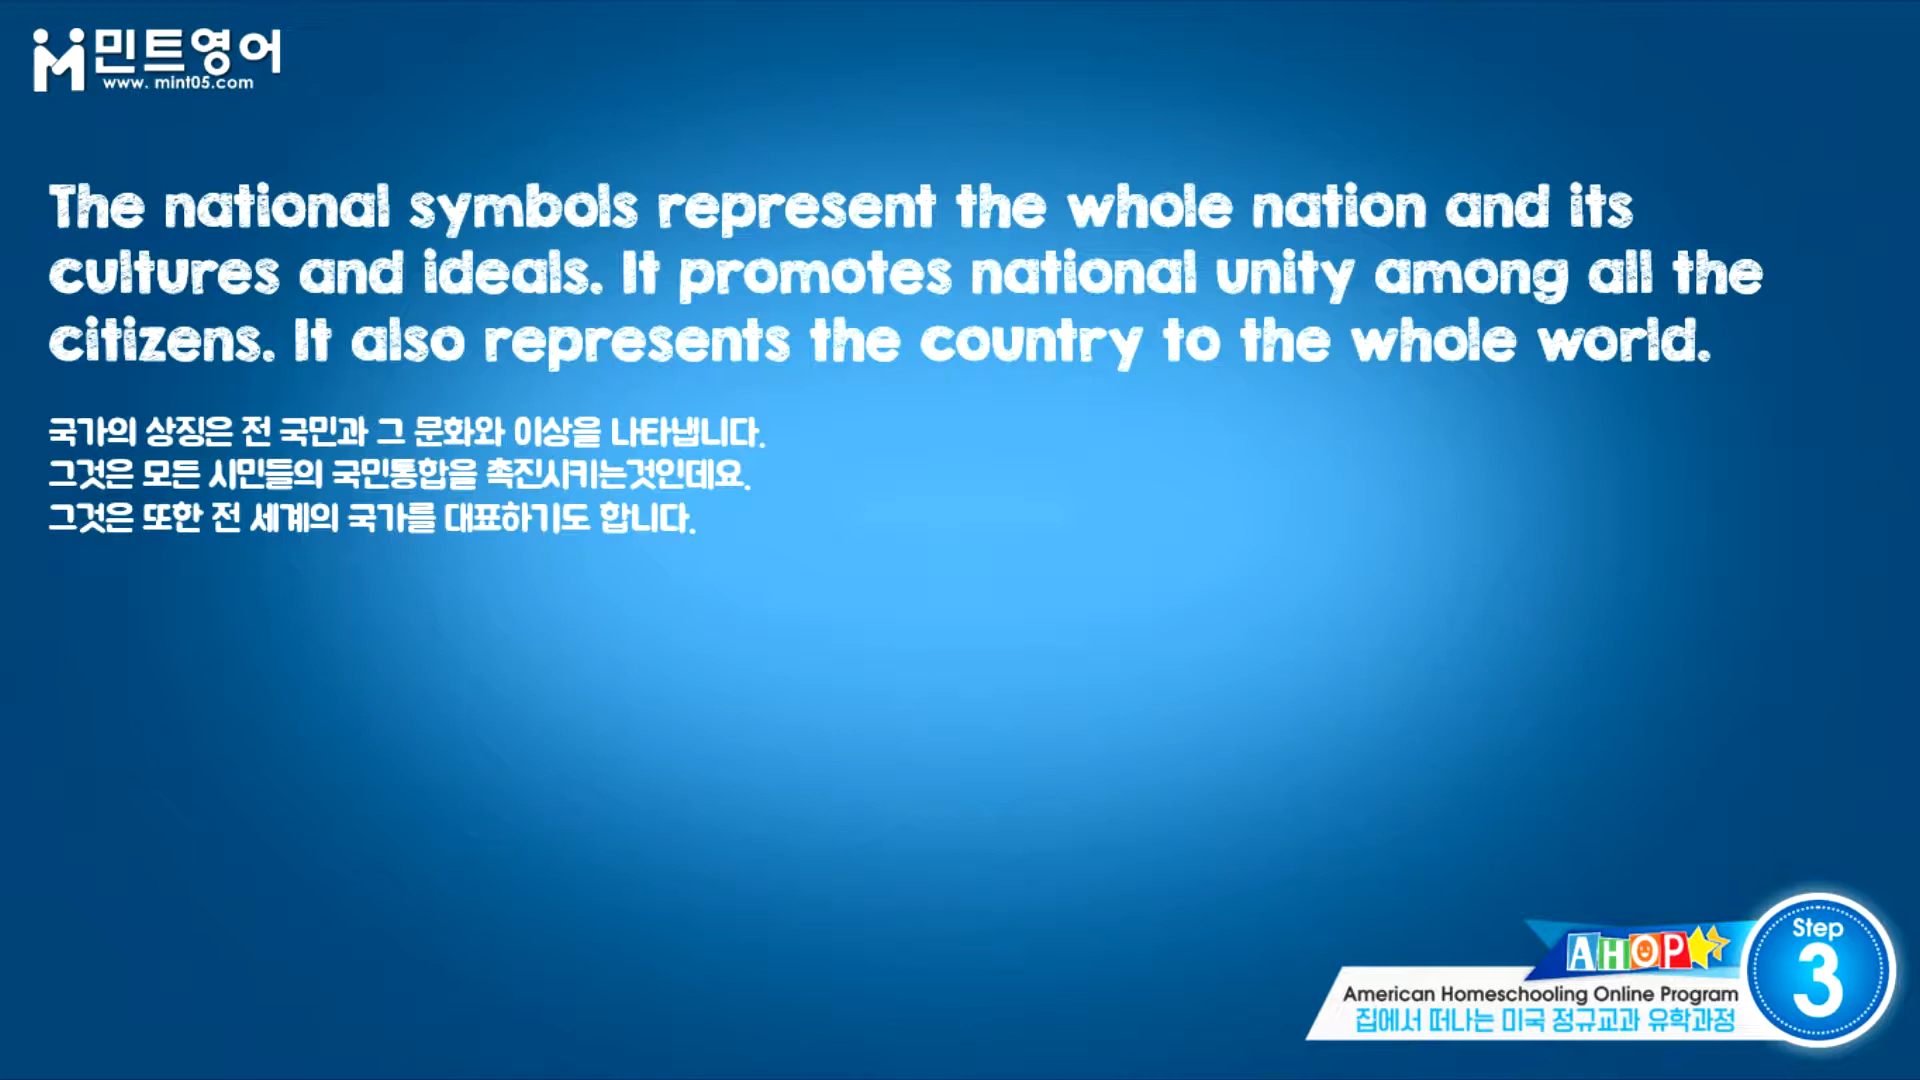 민트영어
www. mint05.com
The national symbols represent the whole nation and its
cultures and ideals. It promotes national unity among all the
citizens. It also represents the country to the whole world.
국가의 상징은 전 국민과 그 문화와 이상을 나타냅니다.
그것은 모든 시민들의 국민통합을 촉진시키는것인데요.
그것은 또한 전 세계의 국가를 대표하기도 합니다.
AHOP
American Homeschooling Online Program
집에서 떠나는 미국 정규교과 유학과정
Step
3